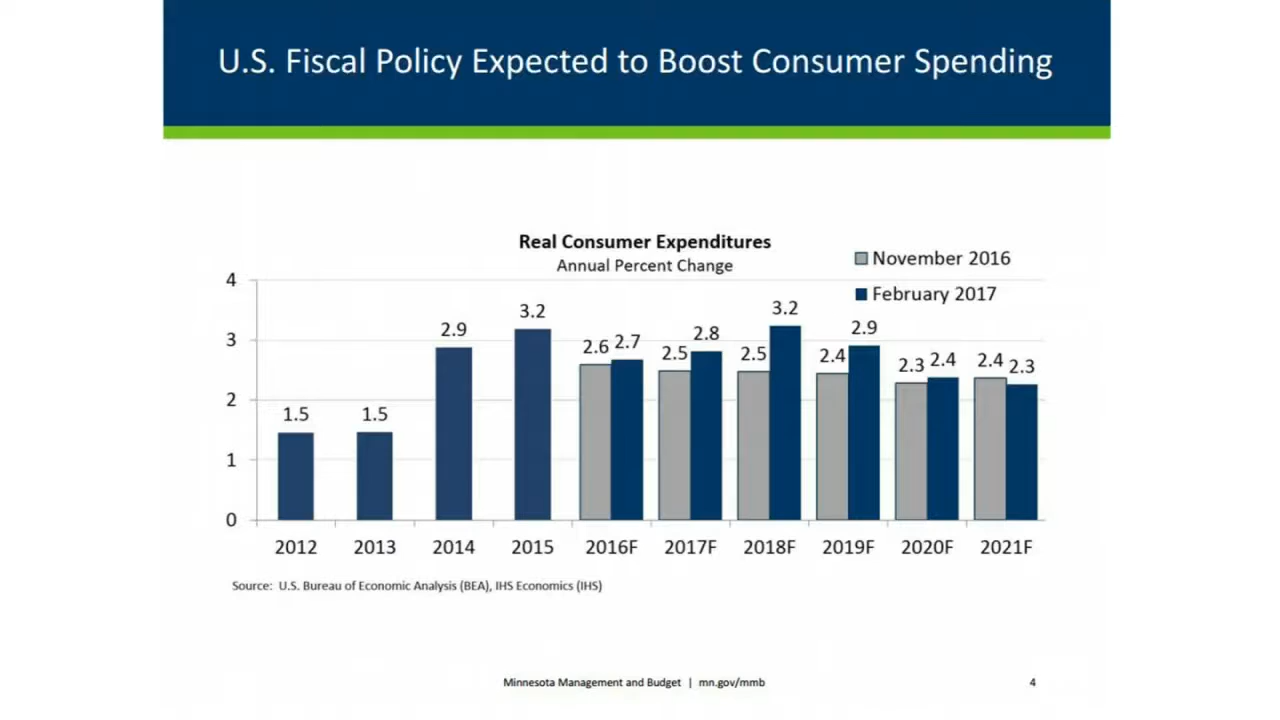 U.S. Fiscal Policy Expected to Boost Consumer Spending
Real Consumer Expenditures
Annual Percent Change
November 2016
February 2017
4
3
2
1
0
1.5
1.5
2.9
3.2
2.6 2.7
2.5 2.8
2.5 3.2
2.4 2.9
2.3 2.4
2.4 2.3
2012 2013 2014 2015 2016F 2017F 2018F 2019F 2020F 2021F
Source: U.S. Bureau of Economic Analysis (BEA), IHS Economics (IHS)
Minnesota Management and Budget | mn.gov/mmb
4